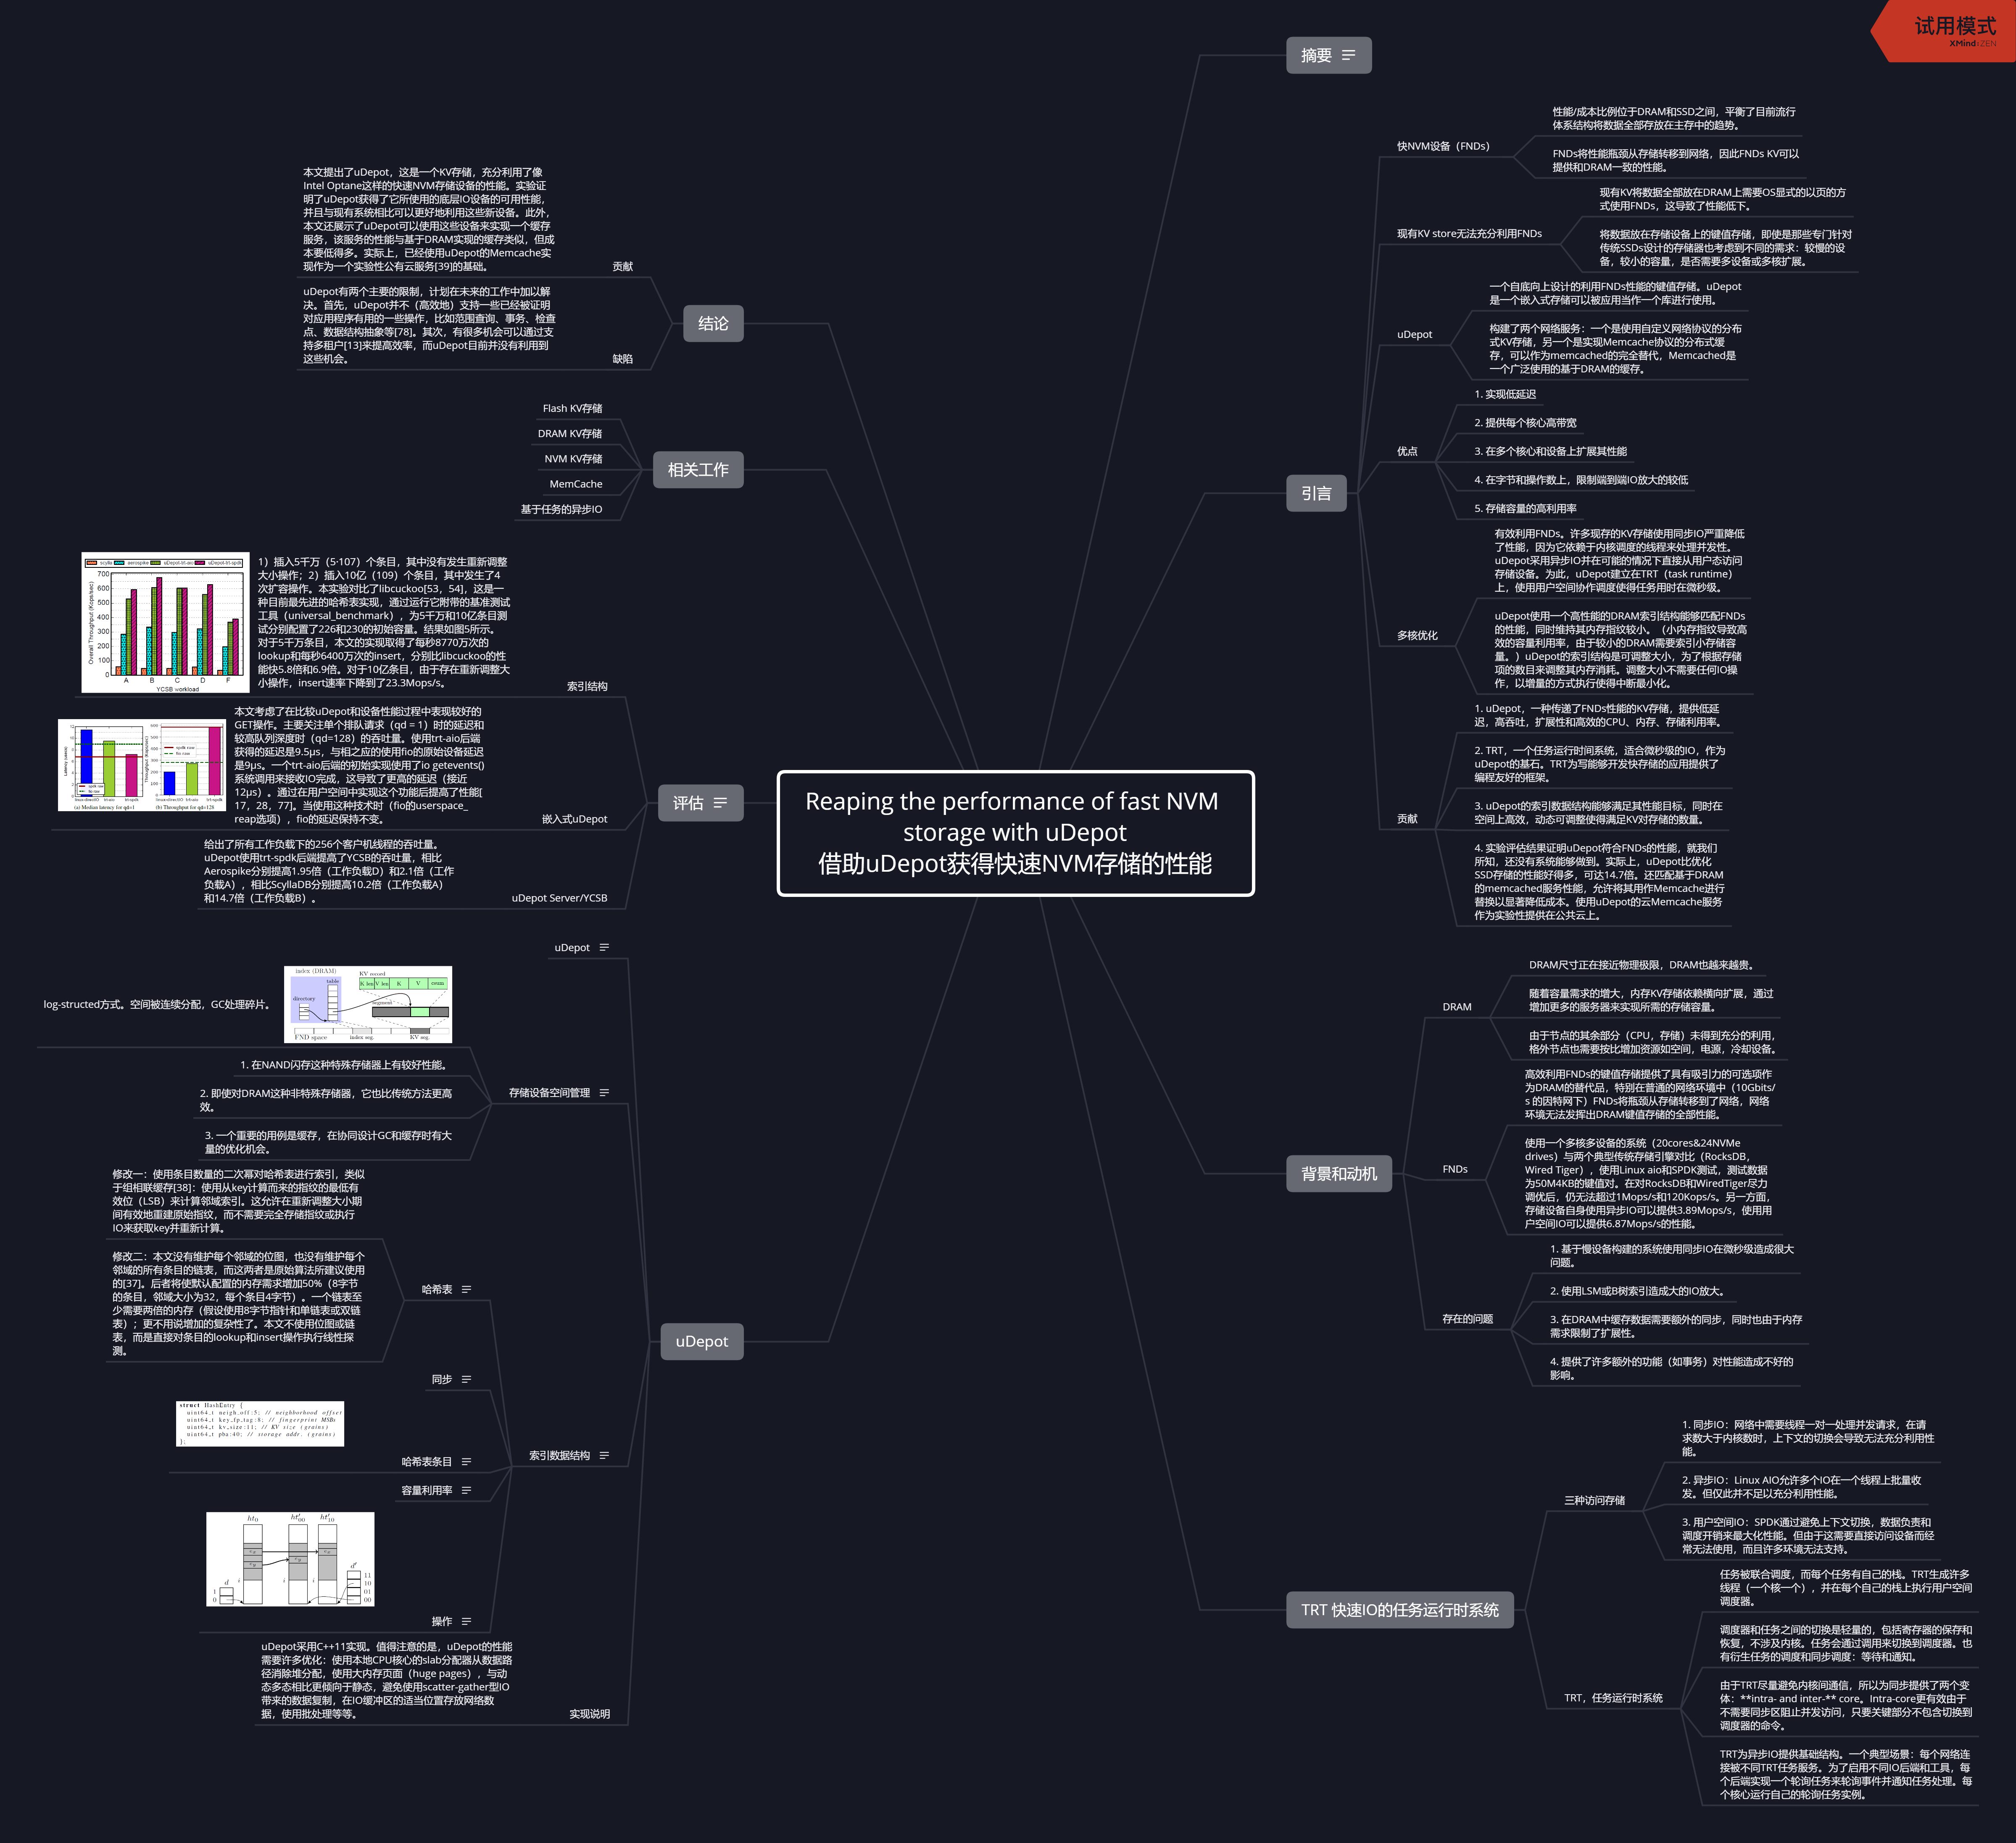 试用模式
XMind:ZEN
Reaping the performance of fast NVM
storage with uDepot
借助uDepot获得快速NVM存储的性能
摘要
引言
快NVM设备（FNDs）
性能/成本比例位于DRAM和SSD之间，平衡了目前流行
体系结构将数据全部存放在主存中的趋势。
FNDs将性能瓶颈从存储转移到网络，因此FNDs KV可以
提供和DRAM一致的性能。
现有KV store无法充分利用FNDs
现有KV将数据全部放在DRAM上需要OS显式的以页的方
式使用FNDs，这导致了性能低下。
将数据放在存储设备上的键值存储，即使是那些专门针对
传统SSDs设计的存储器也考虑到不同的需求：较慢的设
备，较小的容量，是否需要多设备或多核扩展。
uDepot
一个自底向上设计的利用FNDs性能的键值存储。uDepot
是一个嵌入式存储可以被应用当作一个库进行使用。
构建了两个网络服务：一个是使用自定义网络协议的分布
式KV存储，另一个是实现Memcache协议的分布式缓
存，可以作为memcached的完全替代，Memcached是
一个广泛使用的基于DRAM的缓存。
优点
1. 实现低延迟
2. 提供每个核心高带宽
3. 在多个核心和设备上扩展其性能
4. 在字节和操作数上，限制端到端IO放大的较低
5. 存储容量的高利用率
多核优化
有效利用FNDs。许多现存的KV存储使用同步IO严重降低
了性能，因为它依赖于内核调度的线程来处理并发性。
uDepot采用异步IO并在可能的情况下直接从用户态访问
存储设备。为此，uDepot建立在TRT（task runtime）
上，使用用户空间协作调度使得任务用时在微秒级。
uDepot使用一个高性能的DRAM索引结构能够匹配FNDs
的性能，同时维持其内存指纹较小。（小内存指纹导致高
效的容量利用率，由于较小的DRAM需要索引小存储容
量。）uDepot的索引结构是可调整大小，为了根据存储
项的数目来调整其内存消耗。调整大小不需要任何IO操
作，以增量的方式执行使得中断最小化。
贡献
1. uDepot，一种传递了FNDs性能的KV存储，提供低延
迟，高吞吐，扩展性和高效的CPU、内存、存储利用率。
2. TRT，一个任务运行时间系统，适合微秒级的IO，作为
uDepot的基石。TRT为写能够开发快存储的应用提供了
编程友好的框架。
3. uDepot的索引数据结构能够满足其性能目标，同时在
空间上高效，动态可调整使得满足KV对存储的数量。
4. 实验评估结果证明uDepot符合FNDs的性能，就我们
所知，还没有系统能够做到。实际上，uDepot比优化
SSD存储的性能好得多，可达14.7倍。还匹配基于DRAM
的memcached服务性能，允许将其用作Memcache进行
替换以显著降低成本。使用uDepot的云Memcache服务
作为实验性提供在公共云上。
背景和动机
DRAM
DRAM尺寸正在接近物理极限，DRAM也越来越贵。
随着容量需求的增大，内存KV存储依赖横向扩展，通过
增加更多的服务器来实现所需的存储容量。
由于节点的其余部分（CPU，存储）未得到充分的利用，
格外节点也需要按比增加资源如空间，电源，冷却设备。
FNDs
高效利用FNDs的键值存储提供了具有吸引力的可选项作
为DRAM的替代品，特别在普通的网络环境中（10Gbits/
s 的因特网下）FNDs将瓶颈从存储转移到了网络，网络
环境无法发挥出DRAM键值存储的全部性能。
使用一个多核多设备的系统（20cores&24NVMe
drives）与两个典型传统存储引擎对比（RocksDB，
Wired Tiger），使用Linux aio和SPDK测试，测试数据
为50M4KB的键值对。在对RocksDB和WiredTiger尽力
调优后，仍无法超过1Mops/s和120Kops/s。另一方面，
存储设备自身使用异步IO可以提供3.89Mops/s，使用用
户空间IO可以提供6.87Mops/s的性能。
存在的问题
1. 基于慢设备构建的系统使用同步IO在微秒级造成很大
问题。
2. 使用LSM或B树索引造成大的IO放大。
3. 在DRAM中缓存数据需要额外的同步，同时也由于内存
需求限制了扩展性。
4. 提供了许多额外的功能（如事务）对性能造成不好的
影响。
TRT 快速IO的任务运行时系统
三种访问存储
1. 同步IO：网络中需要线程一对一处理并发请求，在请
求数大于内核数时，上下文的切换会导致无法充分利用性
能。
2. 异步IO：Linux AIO允许多个IO在一个线程上批量收
发。但仅此并不足以充分利用性能。
3. 用户空间IO：SPDK通过避免上下文切换，数据负责和
调度开销来最大化性能。但由于这需要直接访问设备而经
常无法使用，而且许多环境无法支持。
TRT，任务运行时系统
任务被联合调度，而每个任务有自己的栈。TRT生成许多
线程（一个核一个），并在每个自己的栈上执行用户空间
调度器。
调度器和任务之间的切换是轻量的，包括寄存器的保存和
恢复，不涉及内核。任务会通过调用来切换到调度器。也
有衍生任务的调度和同步调度：等待和通知。
由于TRT尽量避免内核间通信，所以为同步提供了两个变
体：**intra- and inter-** core。Intra-core更有效由于
不需要同步区阻止并发访问，只要关键部分不包含切换到
调度器的命令。
TRT为异步IO提供基础结构。一个典型场景：每个网络连
接被不同TRT任务服务。为了启用不同IO后端和工具，每
个后端实现一个轮询任务来轮询事件并通知任务处理。每
个核心运行自己的轮询任务实例。
结论
本文提出了uDepot，这是一个KV存储，充分利用了像
Intel Optane这样的快速NVM存储设备的性能。实验证
明了uDepot获得了它所使用的底层IO设备的可用性能，
并且与现有系统相比可以更好地利用这些新设备。此外，
本文还展示了uDepot可以使用这些设备来实现一个缓存
服务，该服务的性能与基于DRAM实现的缓存类似，但成
本要低得多。实际上，已经使用uDepot的Memcache实
现作为一个实验性公有云服务[39]的基础。
贡献
uDepot有两个主要的限制，计划在未来的工作中加以解
决。首先，uDepot并不（高效地）支持一些已经被证明
对应用程序有用的一些操作，比如范围查询、事务、检查
点、数据结构抽象等[78]。其次，有很多机会可以通过支
持多租户[13]来提高效率，而uDepot目前并没有利用到
这些机会。
缺陷
相关工作
Flash KV存储
DRAM KV存储
NVM KV存储
MemCache
基于任务的异步IO
评估
scylla aerospike uDepot-trt-aio uDepot-trt-spdk
Overall Throughput (Kops/sec)
700
600
500
400
300
200
100
0
A B C D F
YCSB workload
1）插入5千万（5·107）个条目，其中没有发生重新调整
大小操作；2）插入10亿（109）个条目，其中发生了4
次扩容操作。本实验对比了libcuckoo[53，54]，这是一
种目前最先进的哈希表实现，通过运行它附带的基准测试
工具（universal_benchmark），为5千万和10亿条目测
试分别配置了226和230的初始容量。结果如图5所示。
对于5千万条目，本文的实现取得了每秒8770万次的
lookup和每秒6400万次的insert，分别比libcuckoo的性
能快5.8倍和6.9倍。对于10亿条目，由于存在重新调整大
小操作，insert速率下降到了23.3Mops/s。
索引结构
(a) Median latency for qd=1
(b) Throughput for qd=128
本文考虑了在比较uDepot和设备性能过程中表现较好的
GET操作。主要关注单个排队请求（qd = 1）时的延迟和
较高队列深度时（qd=128）的吞吐量。使用trt-aio后端
获得的延迟是9.5μs，与相之应的使用fio的原始设备延迟
是9μs。一个trt-aio后端的初始实现使用了io getevents()
系统调用来接收IO完成，这导致了更高的延迟（接近
12μs）。通过在用户空间中实现这个功能后提高了性能[
17，28，77]。当使用这种技术时（fio的userspace_
reap选项），fio的延迟保持不变。
嵌入式uDepot
给出了所有工作负载下的256个客户机线程的吞吐量。
uDepot使用trt-spdk后端提高了YCSB的吞吐量，相比
Aerospike分别提高1.95倍（工作负载D）和2.1倍（工作
负载A），相比ScyllaDB分别提高10.2倍（工作负载A）
和14.7倍（工作负载B）。
uDepot Server/YCSB
uDepot
uDepot
log-structed方式。空间被连续分配，GC处理碎片。
index (DRAM)
table
directory
KV record
K len V len K V csum
segment
FND space
index seg.
KV seg.
存储设备空间管理
1. 在NAND闪存这种特殊存储器上有较好性能。
2. 即使对DRAM这种非特殊存储器，它也比传统方法更高
效。
3. 一个重要的用例是缓存，在协同设计GC和缓存时有大
量的优化机会。
索引数据结构
哈希表
修改一：使用条目数量的二次幂对哈希表进行索引，类似
于组相联缓存[38]：使用从key计算而来的指纹的最低有
效位（LSB）来计算邻域索引。这允许在重新调整大小期
间有效地重建原始指纹，而不需要完全存储指纹或执行
IO来获取key并重新计算。
修改二：本文没有维护每个邻域的位图，也没有维护每个
邻域的所有条目的链表，而这两者是原始算法所建议使用
的[37]。后者将使默认配置的内存需求增加50%（8字节
的条目，邻域大小为32，每个条目4字节）。一个链表至
少需要两倍的内存（假设使用8字节指针和单链表或双链
表）；更不用说增加的复杂性了。本文不使用位图或链
表，而是直接对条目的lookup和insert操作执行线性探
测。
同步
struct HashEntry {
uint64_t neigh_off:5; // neighborhood offset
uint64_t key_fp_tag:8; // fingerprint MSBs
uint64_t kv_size:11; // KV size (grains)
uint64_t pba:40; // storage addr. (grains)
};
哈希表条目
容量利用率
操作
uDepot采用C++11实现。值得注意的是，uDepot的性能
需要许多优化：使用本地CPU核心的slab分配器从数据路
径消除堆分配，使用大内存页面（huge pages），与动
态多态相比更倾向于静态，避免使用scatter-gather型IO
带来的数据复制，在IO缓冲区的适当位置存放网络数
据，使用批处理等等。
实现说明